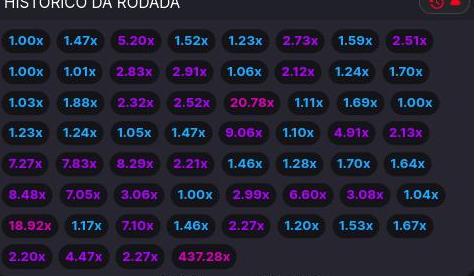 HISTÓRICO DA RODADA
1.00x 1.47x 5.20x 1.52x 1.23x 2.73x 1.59x 2.51x
1.00x 1.01x 2.83x 2.91x 1.06x 2.12x 1.24x 1.70x
1.03x 1.88x 2.32x 2.52x 20.78x 1.11x 1.69x 1.00x
1.23x 1.24x 1.05x 1.47x 9.06x 1.10x 4.91x 2.13x
7.27x 7.83x 8.29x 2.21x 1.46x 1.28x 1.70x 1.64x
8.48x 7.05x 3.06x 1.00x 2.99x 6.60x 3.08x 1.04x
18.92x 1.17x 7.10x 1.46x 2.27x 1.20x 1.53x 1.67x
2.20x 4.47x 2.27x 437.28x